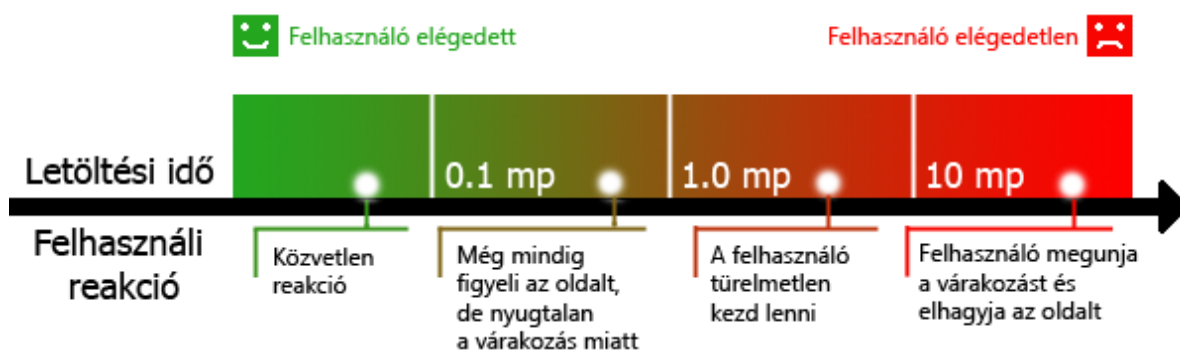 Felhasználó elégedett
Felhasználó elégedetlen
Letöltési idő
0.1 mp
1.0 mp
10 mp
Felhasználi
reakció
Közvetlen
reakció
Még mindig
figyeli az oldalt,
de nyugtalan
a várakozás miatt
A felhasználó
türelmetlen
kezd lenni
Felhasználó megunja
a várakozást és
elhagyja az oldalt